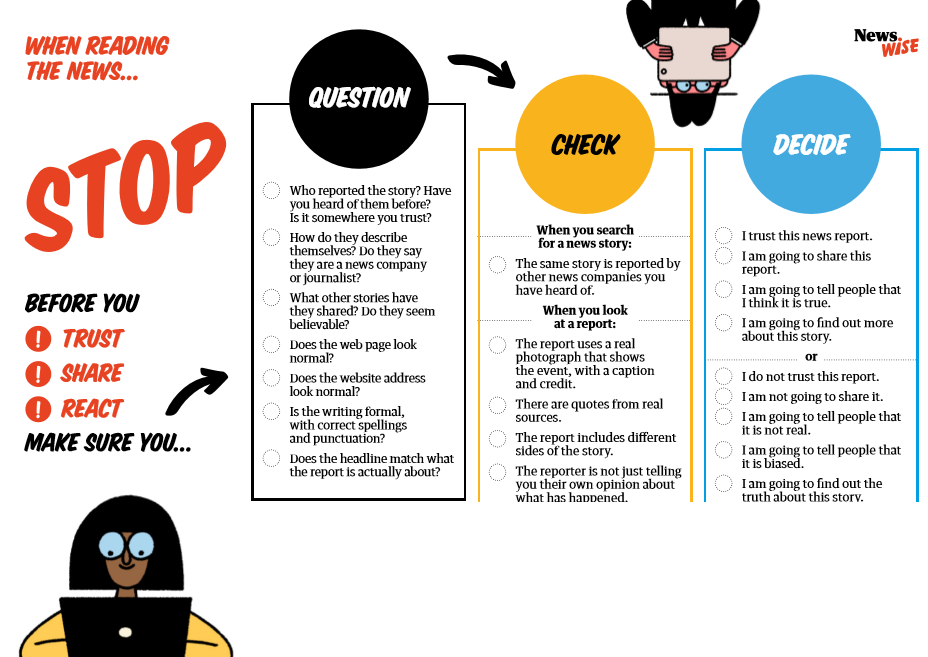 WHEN READING
THE NEWS...
STOP
BEFORE YOU
! TRUST
! SHARE
! REACT
MAKE SURE YOU...
QUESTION
Who reported the story? Have
you heard of them before?
Is it somewhere you trust?
How do they describe
themselves? Do they say
they are a news company
or journalist?
What other stories have
they shared? Do they seem
believable?
Does the web page look
normal?
Does the website address
look normal?
Is the writing formal,
with correct spellings
and punctuation?
Does the headline match what
the report is actually about?
CHECK
When you search
for a news story:
The same story is reported by
other news companies you
have heard of.
When you look
at a report:
The report uses a real
photograph that shows
the event, with a caption
and credit.
There are quotes from real
sources.
The report includes different
sides of the story.
The reporter is not just telling
you their own opinion about
what has happened.
News
WISE
DECIDE
I trust this news report.
I am going to share this
report.
I am going to tell people that
I think it is true.
I am going to find out more
about this story.
or
I do not trust this report.
I am not going to share it.
I am going to tell people that
it is not real.
I am going to tell people that
it is biased.
I am going to find out the
truth about this story.